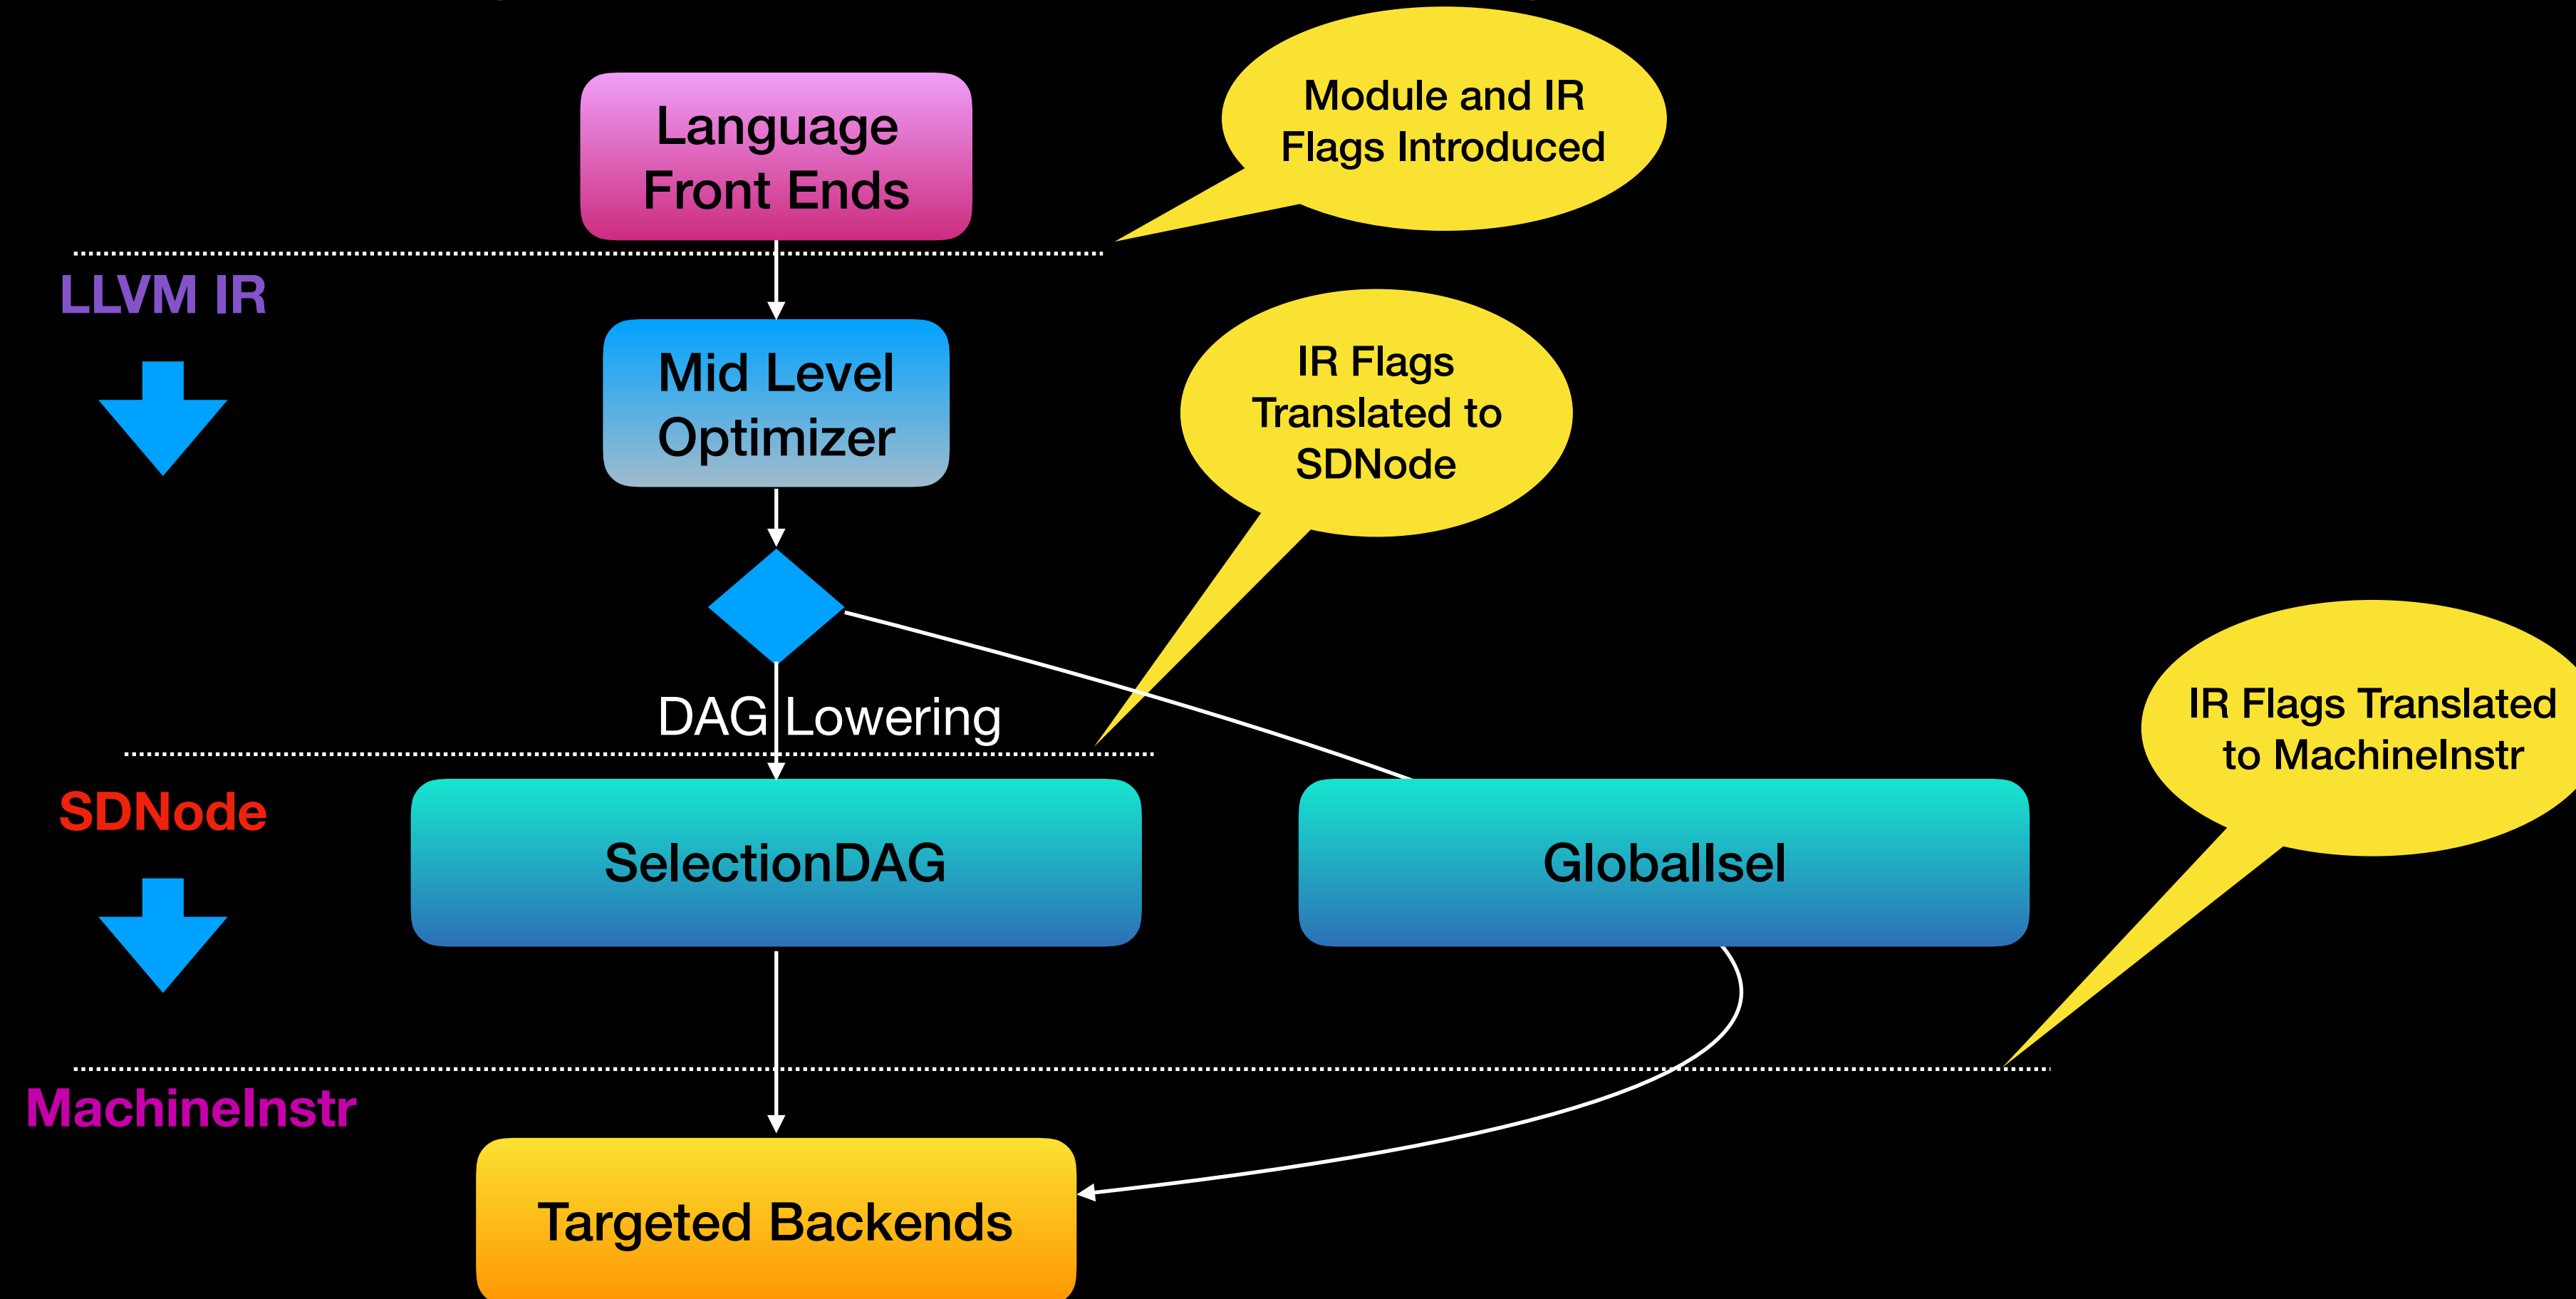 Language
Front Ends
Module and IR
Flags Introduced
LLVM IR
Mid Level
Optimizer
IR Flags
Translated to
SDNode
DAG Lowering
IR Flags Translated
to MachineInstr
SDNode
SelectionDAG
GlobalIsel
MachineInstr
Targeted Backends